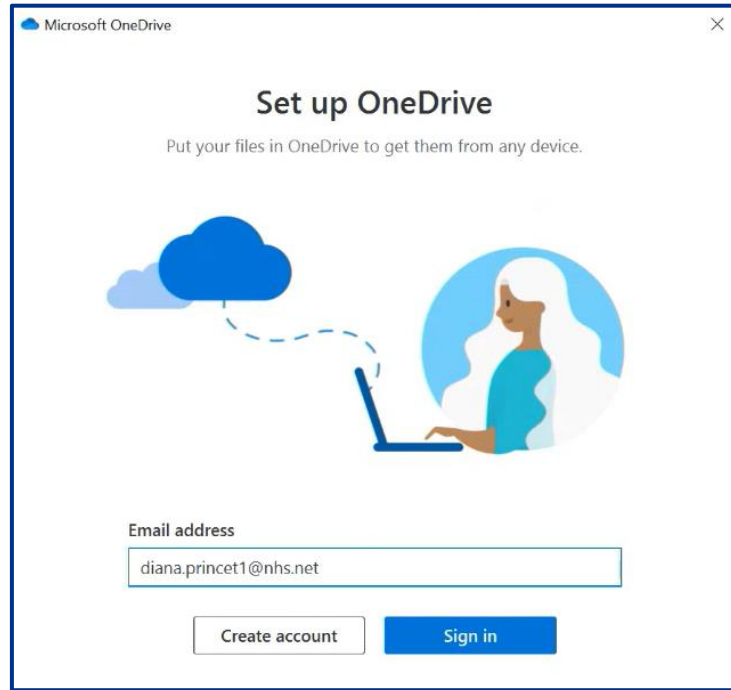 Microsoft OneDrive
Set up OneDrive
Put your files in OneDrive to get them from any device.
Email address
diana.princet1@nhs.net
Create account
Sign in